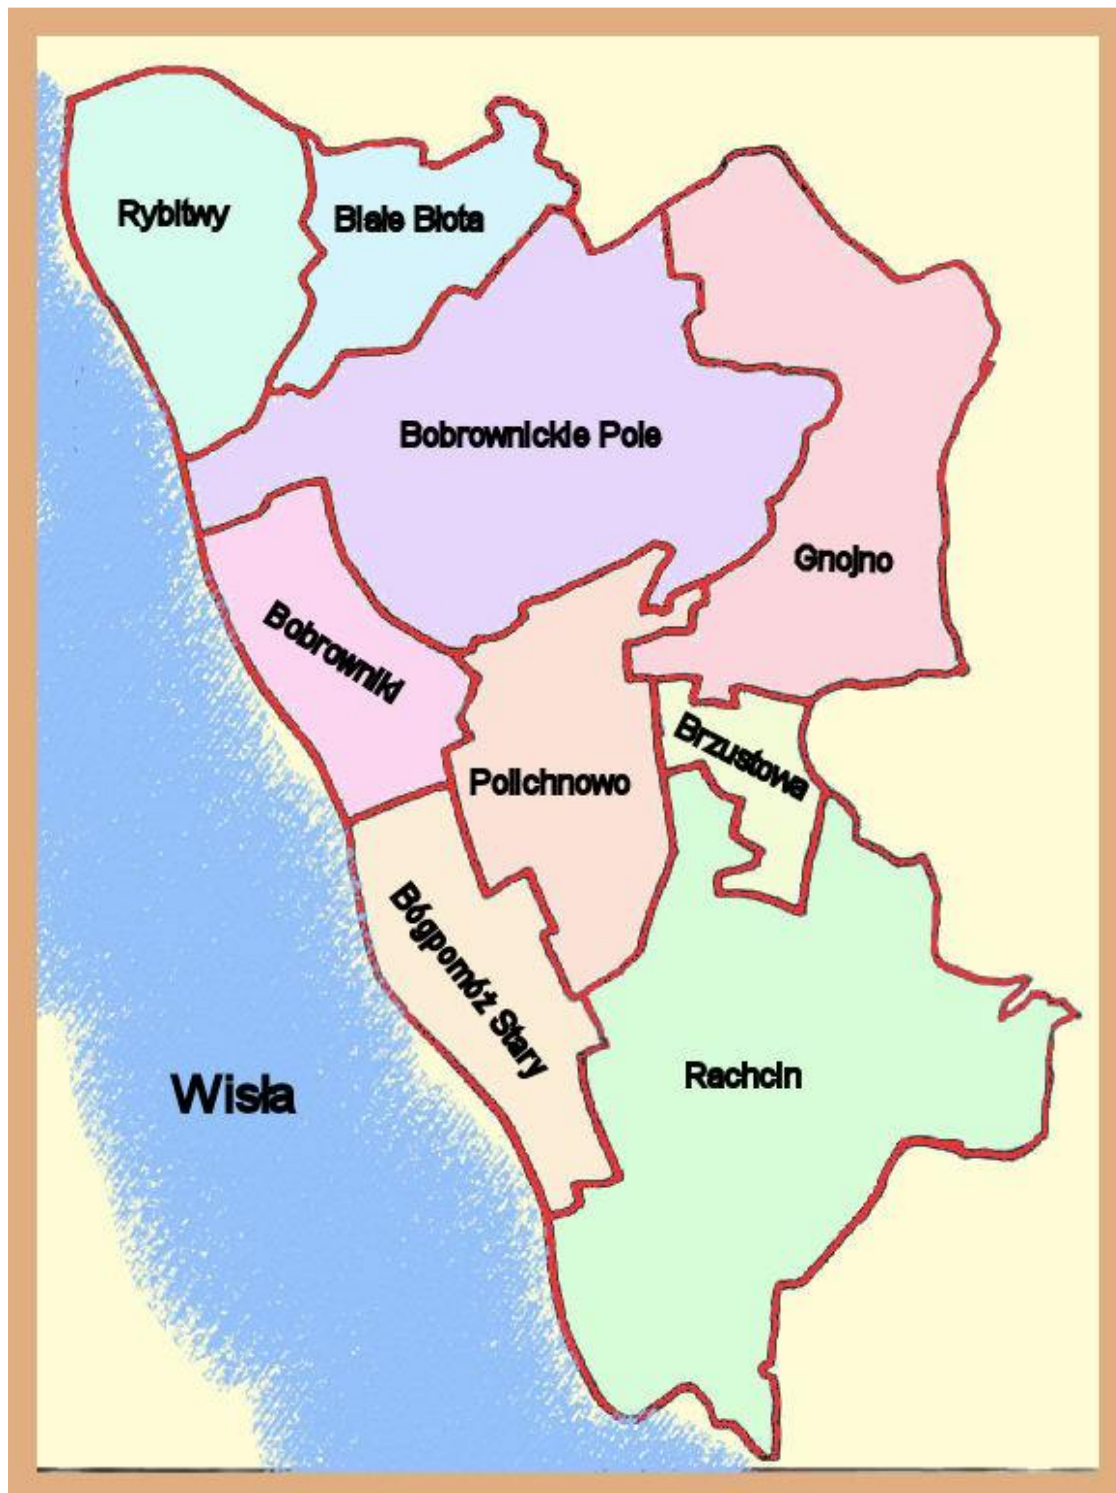 Rybitwy
Białe Błota
Bobrownickie Pole
Gnojno
Bobrowniki
Brzustowa
Polichnowo
Bógpomóż Stary
Rachcin
Wisła